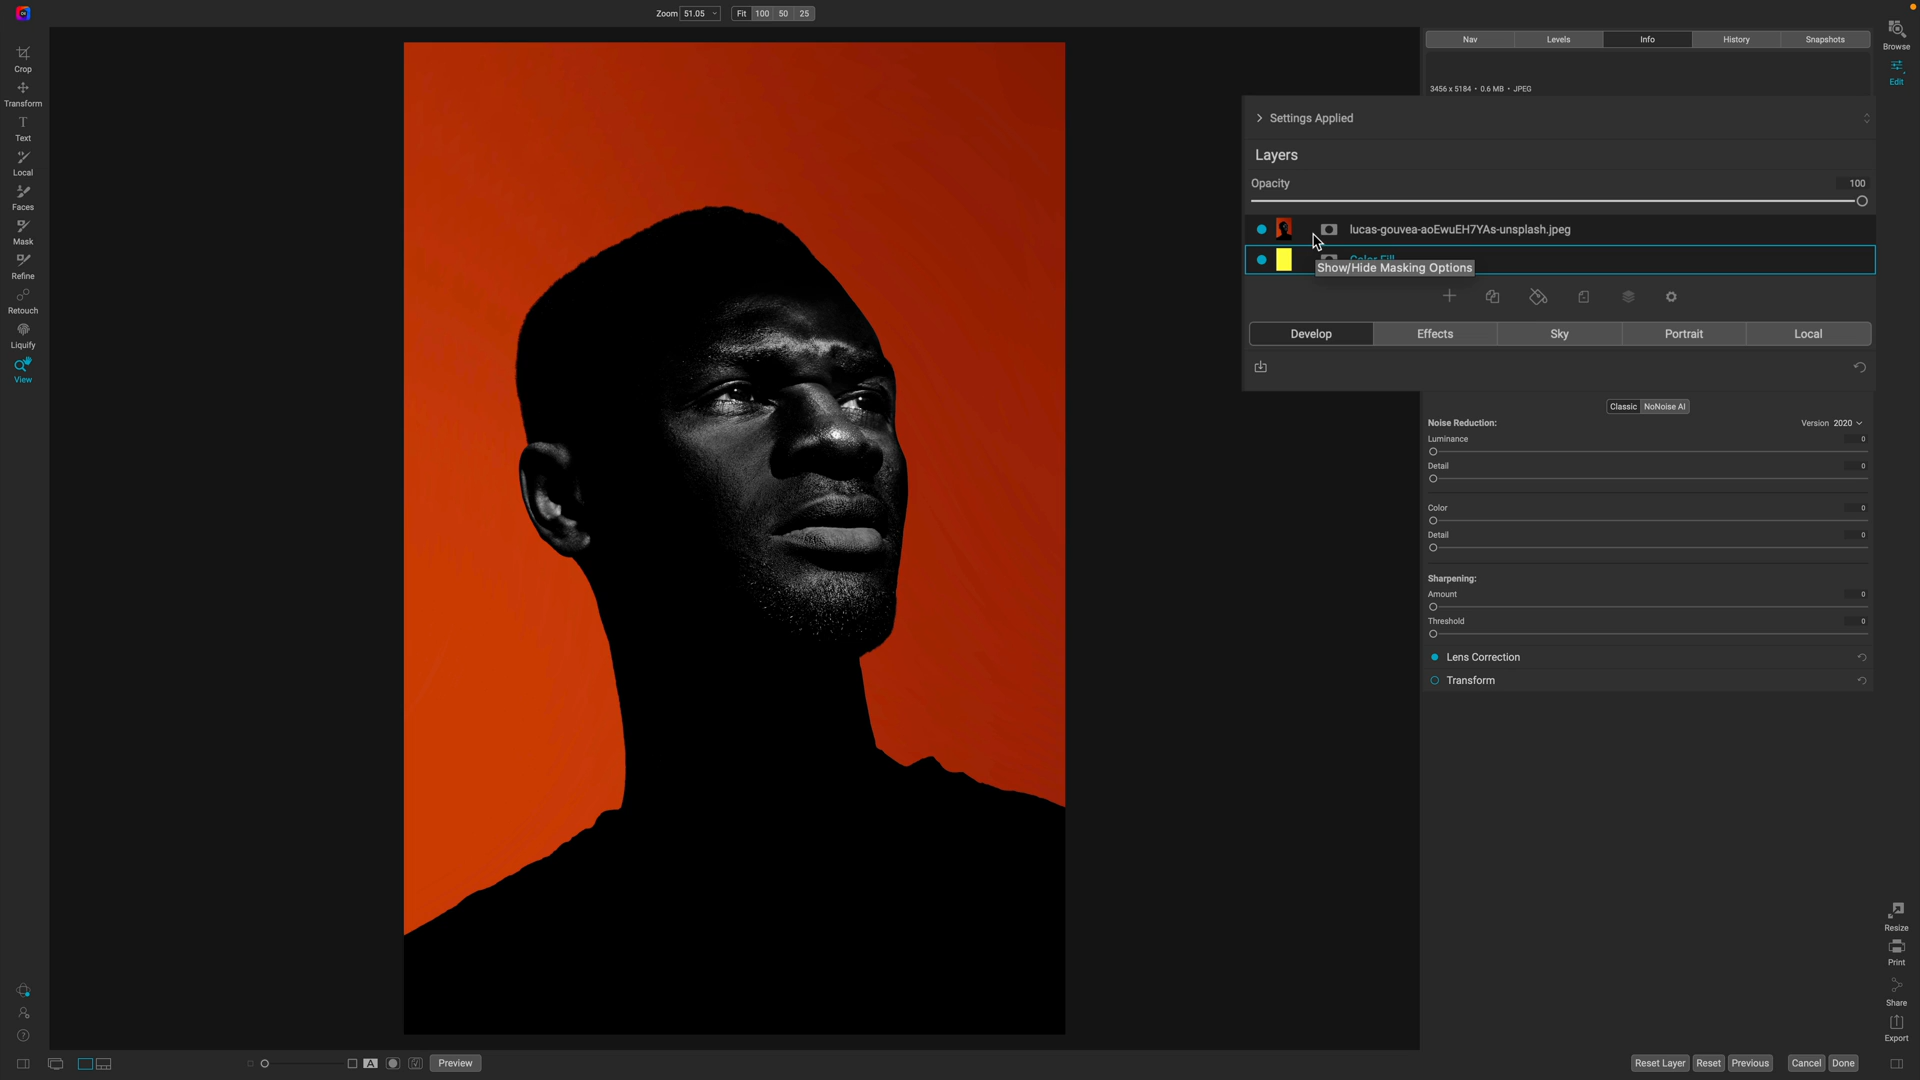 Zoom 51.05 Fit 100 50 25
Crop
Transform
Text
Local
Faces
Mask
Refine
Retouch
Liquify
View
Nav Levels Info History Snapshots
3456 x 5184 • 0.6 MB • JPEG
Browse
Edit
Settings Applied
Layers
Opacity 100
lucas-gouvea-aoEwuEH7YAs-unsplash.jpeg
Color Fill
Show/Hide Masking Options
Develop Effects Sky Portrait Local
Classic NoNoise AI
Noise Reduction: Version 2020
Luminance 0
Detail 0
Color 0
Detail 0
Sharpening:
Amount 0
Threshold 0
Lens Correction
Transform
Resize
Print
Share
Export
A Preview
Reset Layer Reset Previous Cancel Done